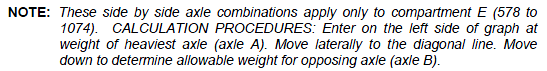 NOTE: These side by side axle combinations apply only to compartment E (578 to
1074). CALCULATION PROCEDURES: Enter on the left side of graph at
weight of heaviest axle (axle A). Move laterally to the diagonal line. Move
down to determine allowable weight for opposing axle (axle B).